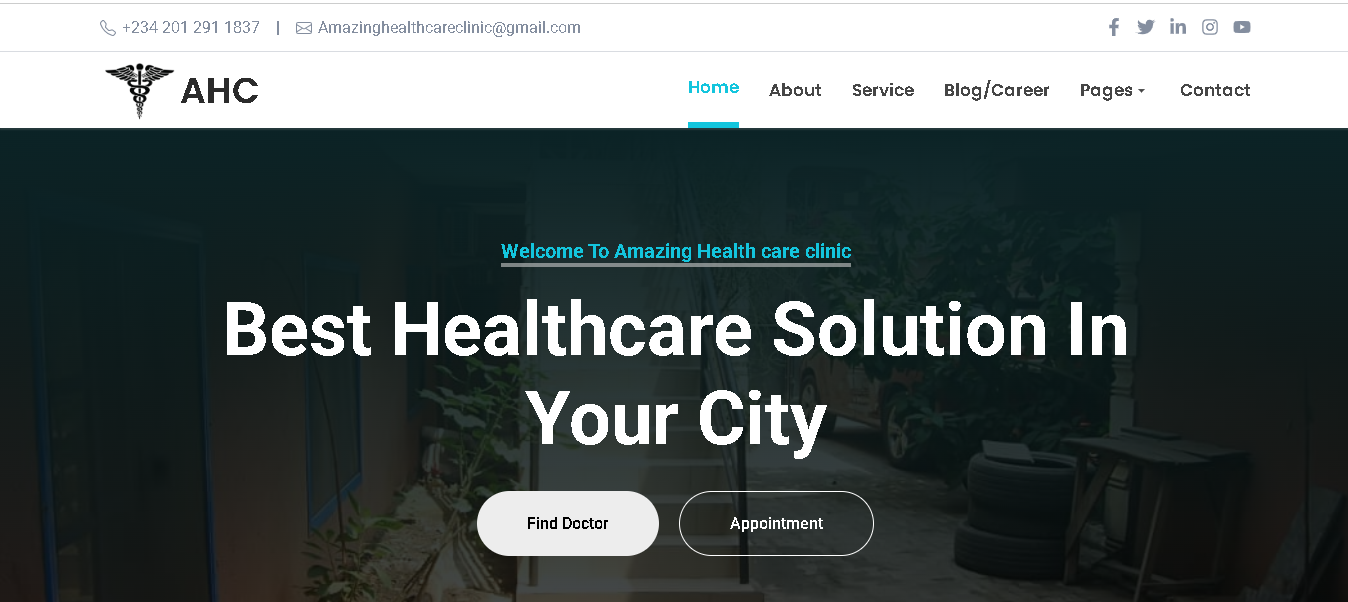 +234 201 291 1837 | Amazinghealthcareclinic@gmail.com
AHC
Home About Service Blog/Career Pages Contact
Welcome To Amazing Health care clinic
Best Healthcare Solution In
Your City
Find Doctor Appointment